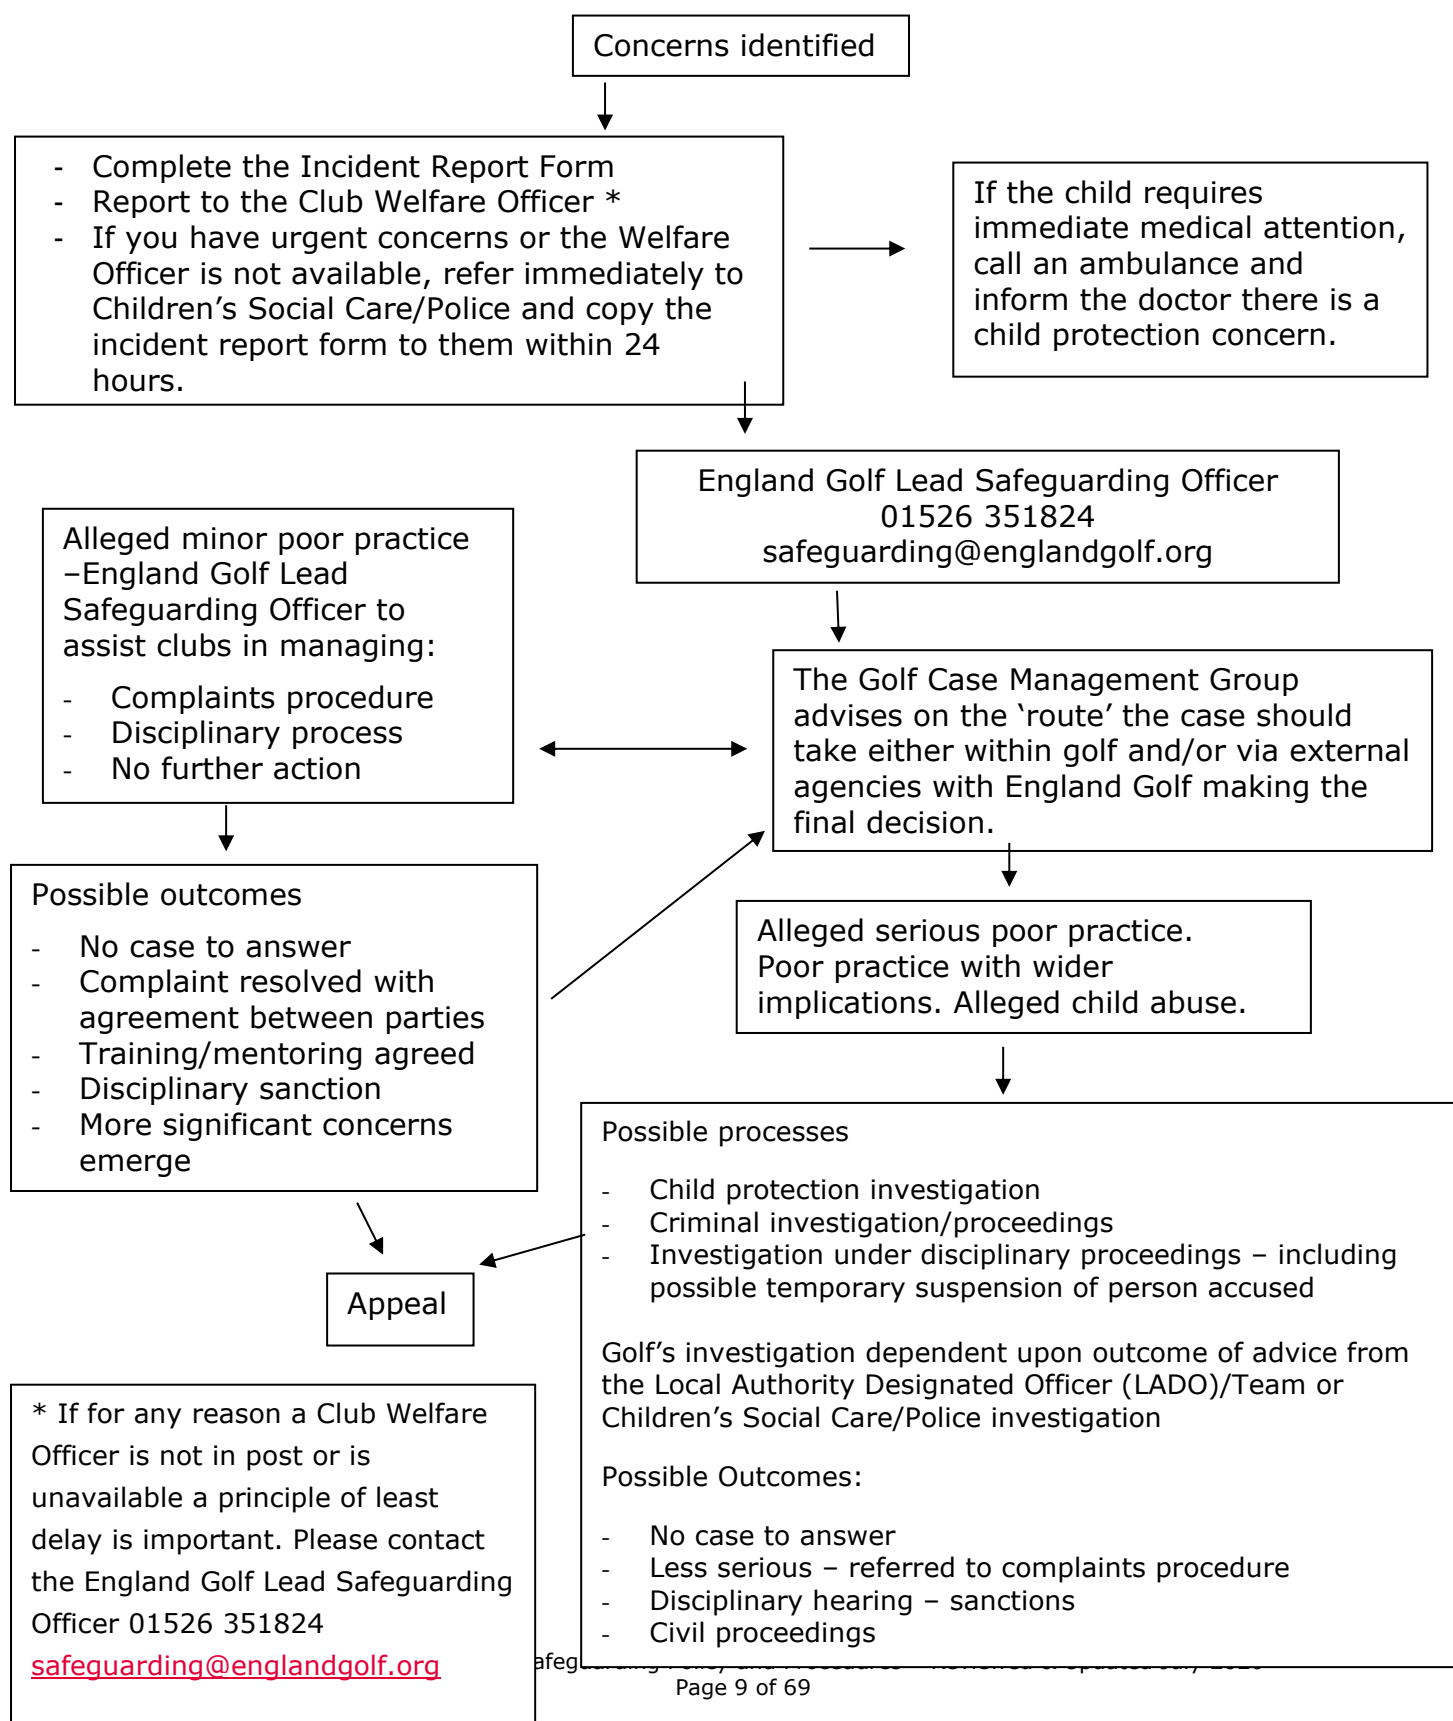 Concerns identified
- Complete the Incident Report Form
- Report to the Club Welfare Officer *
- If you have urgent concerns or the Welfare
Officer is not available, refer immediately to
Children’s Social Care/Police and copy the
incident report form to them within 24
hours.
If the child requires
immediate medical attention,
call an ambulance and
inform the doctor there is a
child protection concern.
England Golf Lead Safeguarding Officer
01526 351824
safeguarding@englandgolf.org
Alleged minor poor practice
–England Golf Lead
Safeguarding Officer to
assist clubs in managing:
- Complaints procedure
- Disciplinary process
- No further action
The Golf Case Management Group
advises on the ‘route’ the case should
take either within golf and/or via external
agencies with England Golf making the
final decision.
Possible outcomes
- No case to answer
- Complaint resolved with
agreement between parties
- Training/mentoring agreed
- Disciplinary sanction
- More significant concerns
emerge
Alleged serious poor practice.
Poor practice with wider
implications. Alleged child abuse.
Possible processes
- Child protection investigation
- Criminal investigation/proceedings
- Investigation under disciplinary proceedings – including
possible temporary suspension of person accused
Golf’s investigation dependent upon outcome of advice from
the Local Authority Designated Officer (LADO)/Team or
Children’s Social Care/Police investigation
Possible Outcomes:
- No case to answer
- Less serious – referred to complaints procedure
- Disciplinary hearing – sanctions
- Civil proceedings
Appeal
* If for any reason a Club Welfare
Officer is not in post or is
unavailable a principle of least
delay is important. Please contact
the England Golf Lead Safeguarding
Officer 01526 351824
safeguarding@englandgolf.org
Page 9 of 69